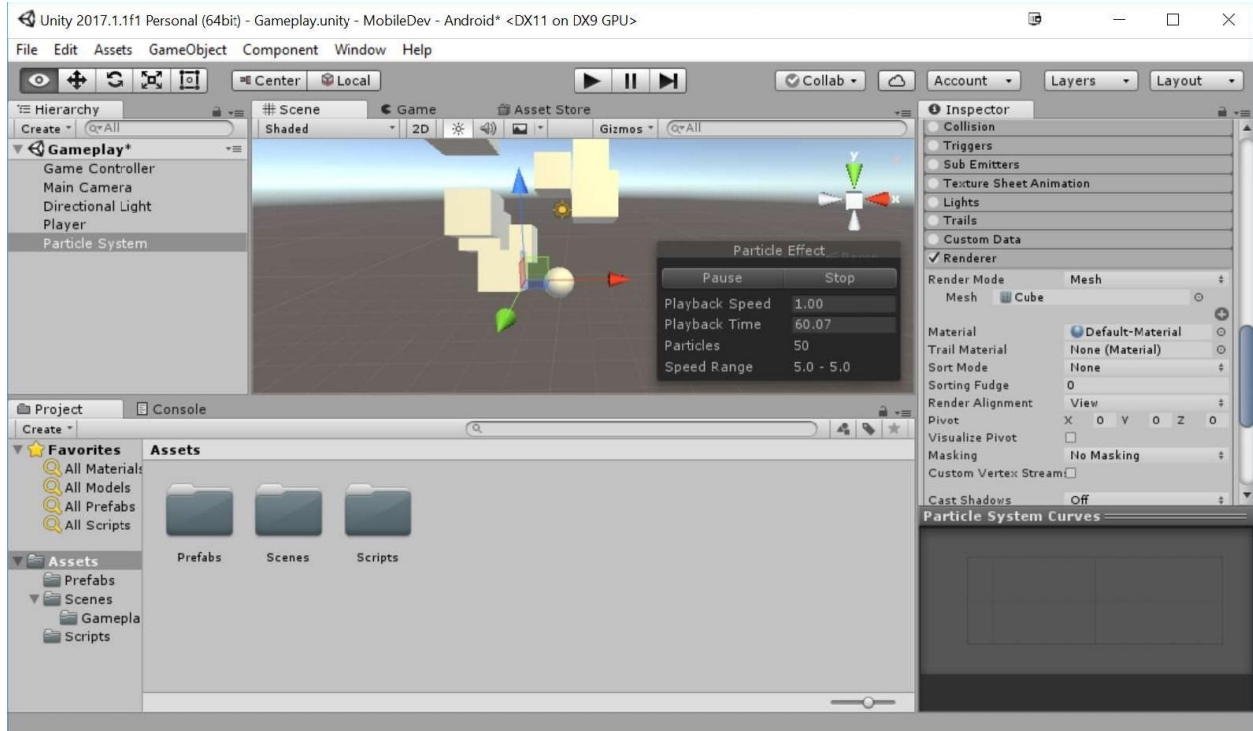 Unity 2017.1.1f1 Personal (64bit) - Gameplay.unity - MobileDev - Android* <DX11 on DX9 GPU>
File Edit Assets GameObject Component Window Help
Center Local Collab Account Layers Layout
Hierarchy
Create All
Gameplay*
Game Controller
Main Camera
Directional Light
Player
Particle System
Scene Game Asset Store
Shaded 2D Gizmos All
y
x
Particle Effect
Pause Stop
Playback Speed 1.00
Playback Time 60.07
Particles 50
Speed Range 5.0 - 5.0
Inspector
Collision
Triggers
Sub Emitters
Texture Sheet Animation
Lights
Trails
Custom Data
Renderer
Render Mode Mesh
Mesh Cube
Material Default-Material
Trail Material None (Material)
Sort Mode None
Sorting Fudge 0
Render Alignment View
Pivot X 0 Y 0 Z 0
Visualize Pivot
Masking No Masking
Custom Vertex Stream
Cast Shadows Off
Particle System Curves
Project Console
Create
Favorites
All Materials
All Models
All Prefabs
All Scripts
Assets
Prefabs
Scenes
Gamepla
Scripts
Assets
Prefabs Scenes Scripts